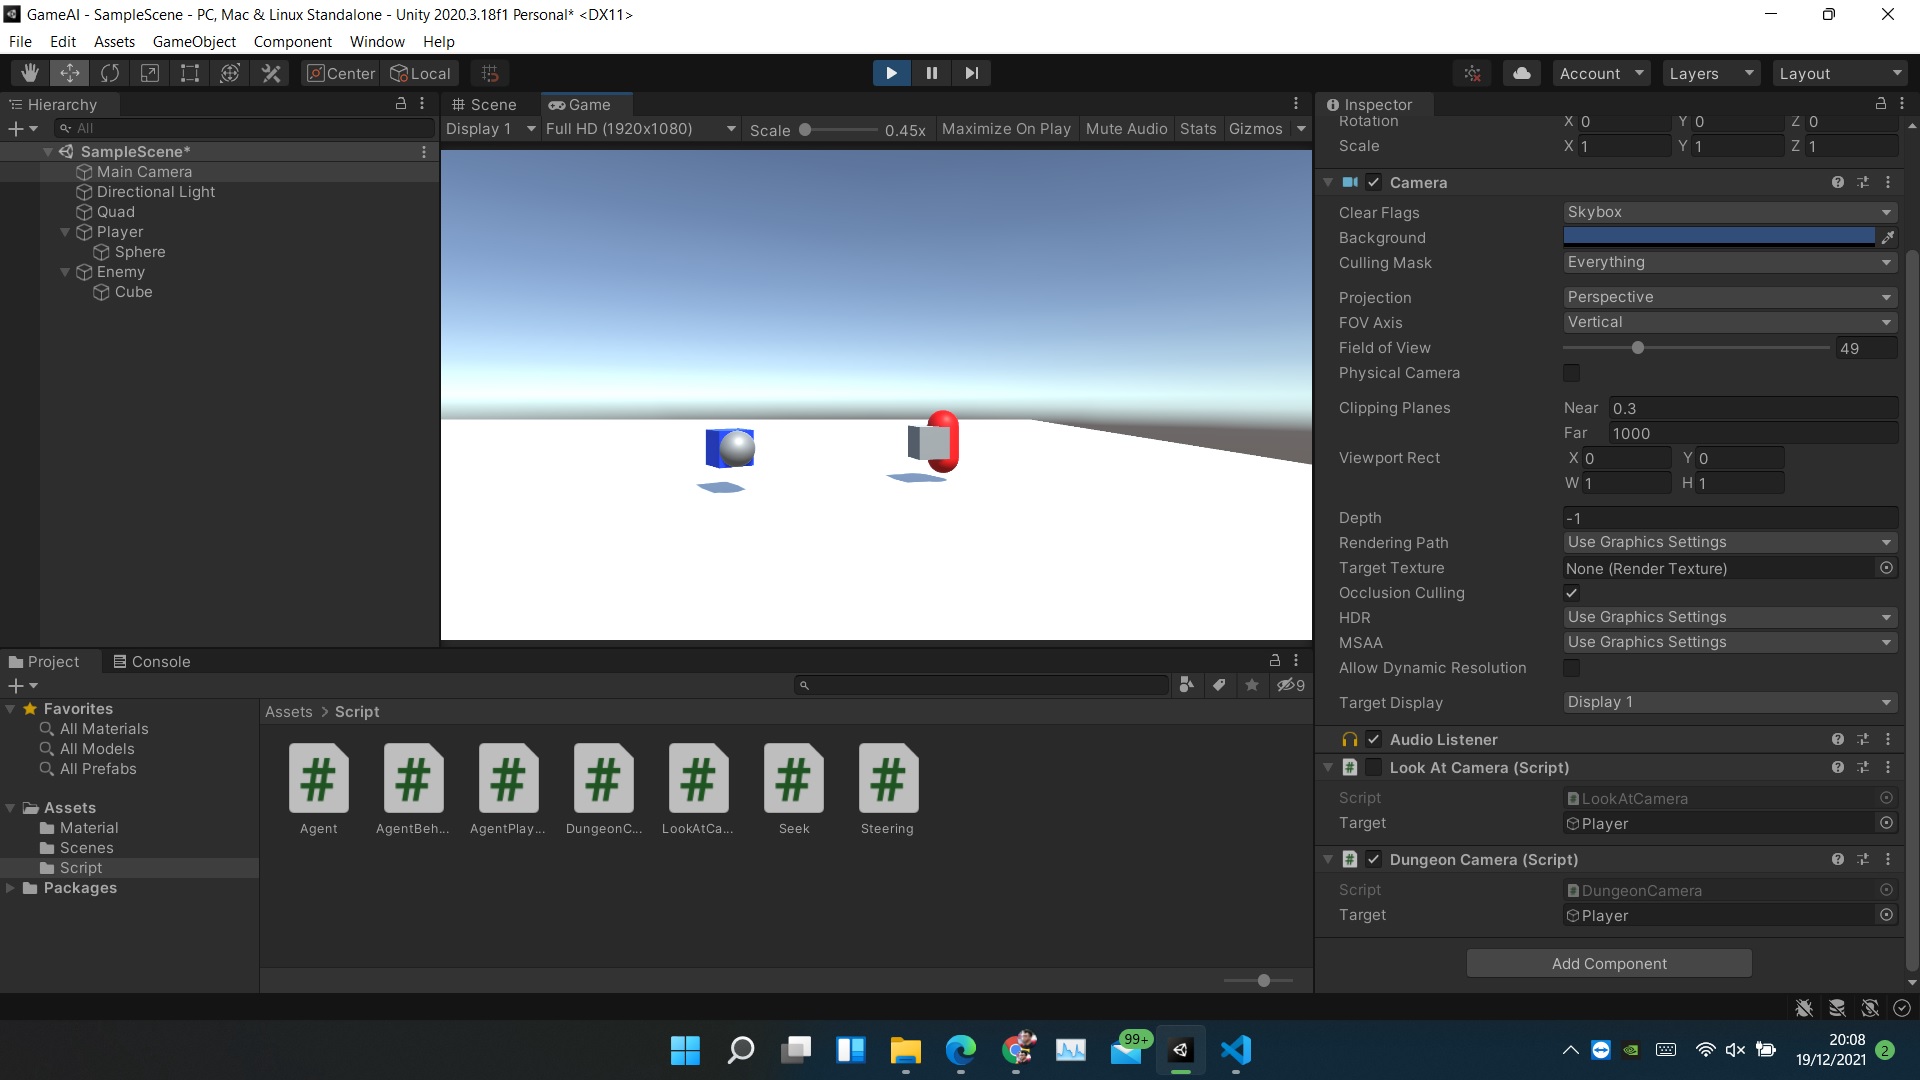 GameAI - SampleScene - PC, Mac & Linux Standalone - Unity 2020.3.18f1 Personal* <DX11>
File Edit Assets GameObject Component Window Help
Center Local Account Layers Layout
Hierarchy
All
SampleScene*
Main Camera
Directional Light
Quad
Player
Sphere
Enemy
Cube
Scene Game
Display 1 Full HD (1920x1080) Scale 0.45x Maximize On Play Mute Audio Stats Gizmos
Inspector
Rotation X 0 Y 0 Z 0
Scale X 1 Y 1 Z 1
Camera
Clear Flags Skybox
Background
Culling Mask Everything
Projection Perspective
FOV Axis Vertical
Field of View 49
Physical Camera
Clipping Planes Near 0.3
Far 1000
Viewport Rect X 0 Y 0
W 1 H 1
Depth -1
Rendering Path Use Graphics Settings
Target Texture None (Render Texture)
Occlusion Culling
HDR Use Graphics Settings
MSAA Use Graphics Settings
Allow Dynamic Resolution
Target Display Display 1
Audio Listener
Look At Camera (Script)
Script LookAtCamera
Target Player
Dungeon Camera (Script)
Script DungeonCamera
Target Player
Add Component
Project Console
9
Favorites
All Materials
All Models
All Prefabs
Assets
Material
Scenes
Script
Packages
Assets > Script
Agent AgentBeh... AgentPlay... DungeonC... LookAtCa... Seek Steering
99+
20:08
19/12/2021
2